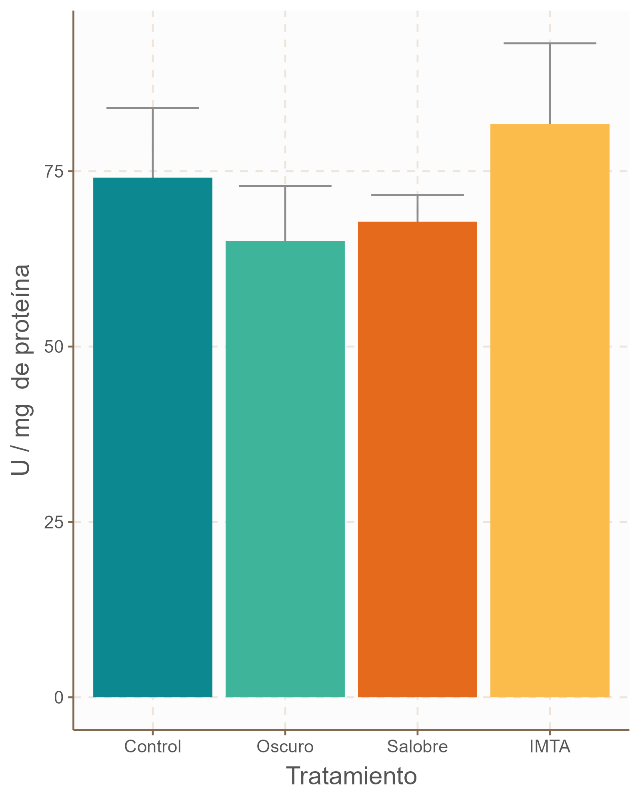 U / mg  de proteína
75
50
25
0
Control Oscuro Salobre IMTA
Tratamiento